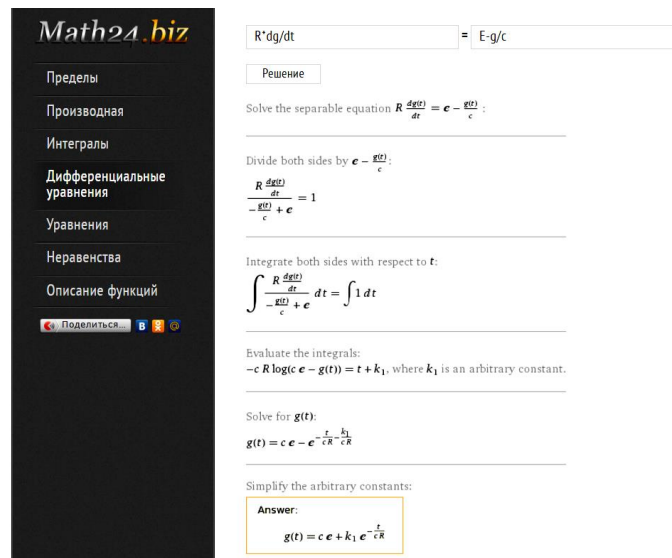 Math24.biz
Пределы
Производная
Интегралы
Дифференциальные
уравнения
Уравнения
Неравенства
Описание функций
Поделиться...
R*dg/dt = E-g/c
Решение
Solve the separable equation R dg(t)/dt = e − g(t)/c :
Divide both sides by e − g(t)/c:
(R dg(t)/dt)/(−g(t)/c + e) = 1
Integrate both sides with respect to t:
∫ (R dg(t)/dt)/(−g(t)/c + e) dt = ∫ 1 dt
Evaluate the integrals:
−c R log(c e − g(t)) = t + k₁, where k₁ is an arbitrary constant.
Solve for g(t):
g(t) = c e − e^(−t/(c R) − k₁/(c R))
Simplify the arbitrary constants:
Answer:
g(t) = c e + k₁ e^(−t/(c R))